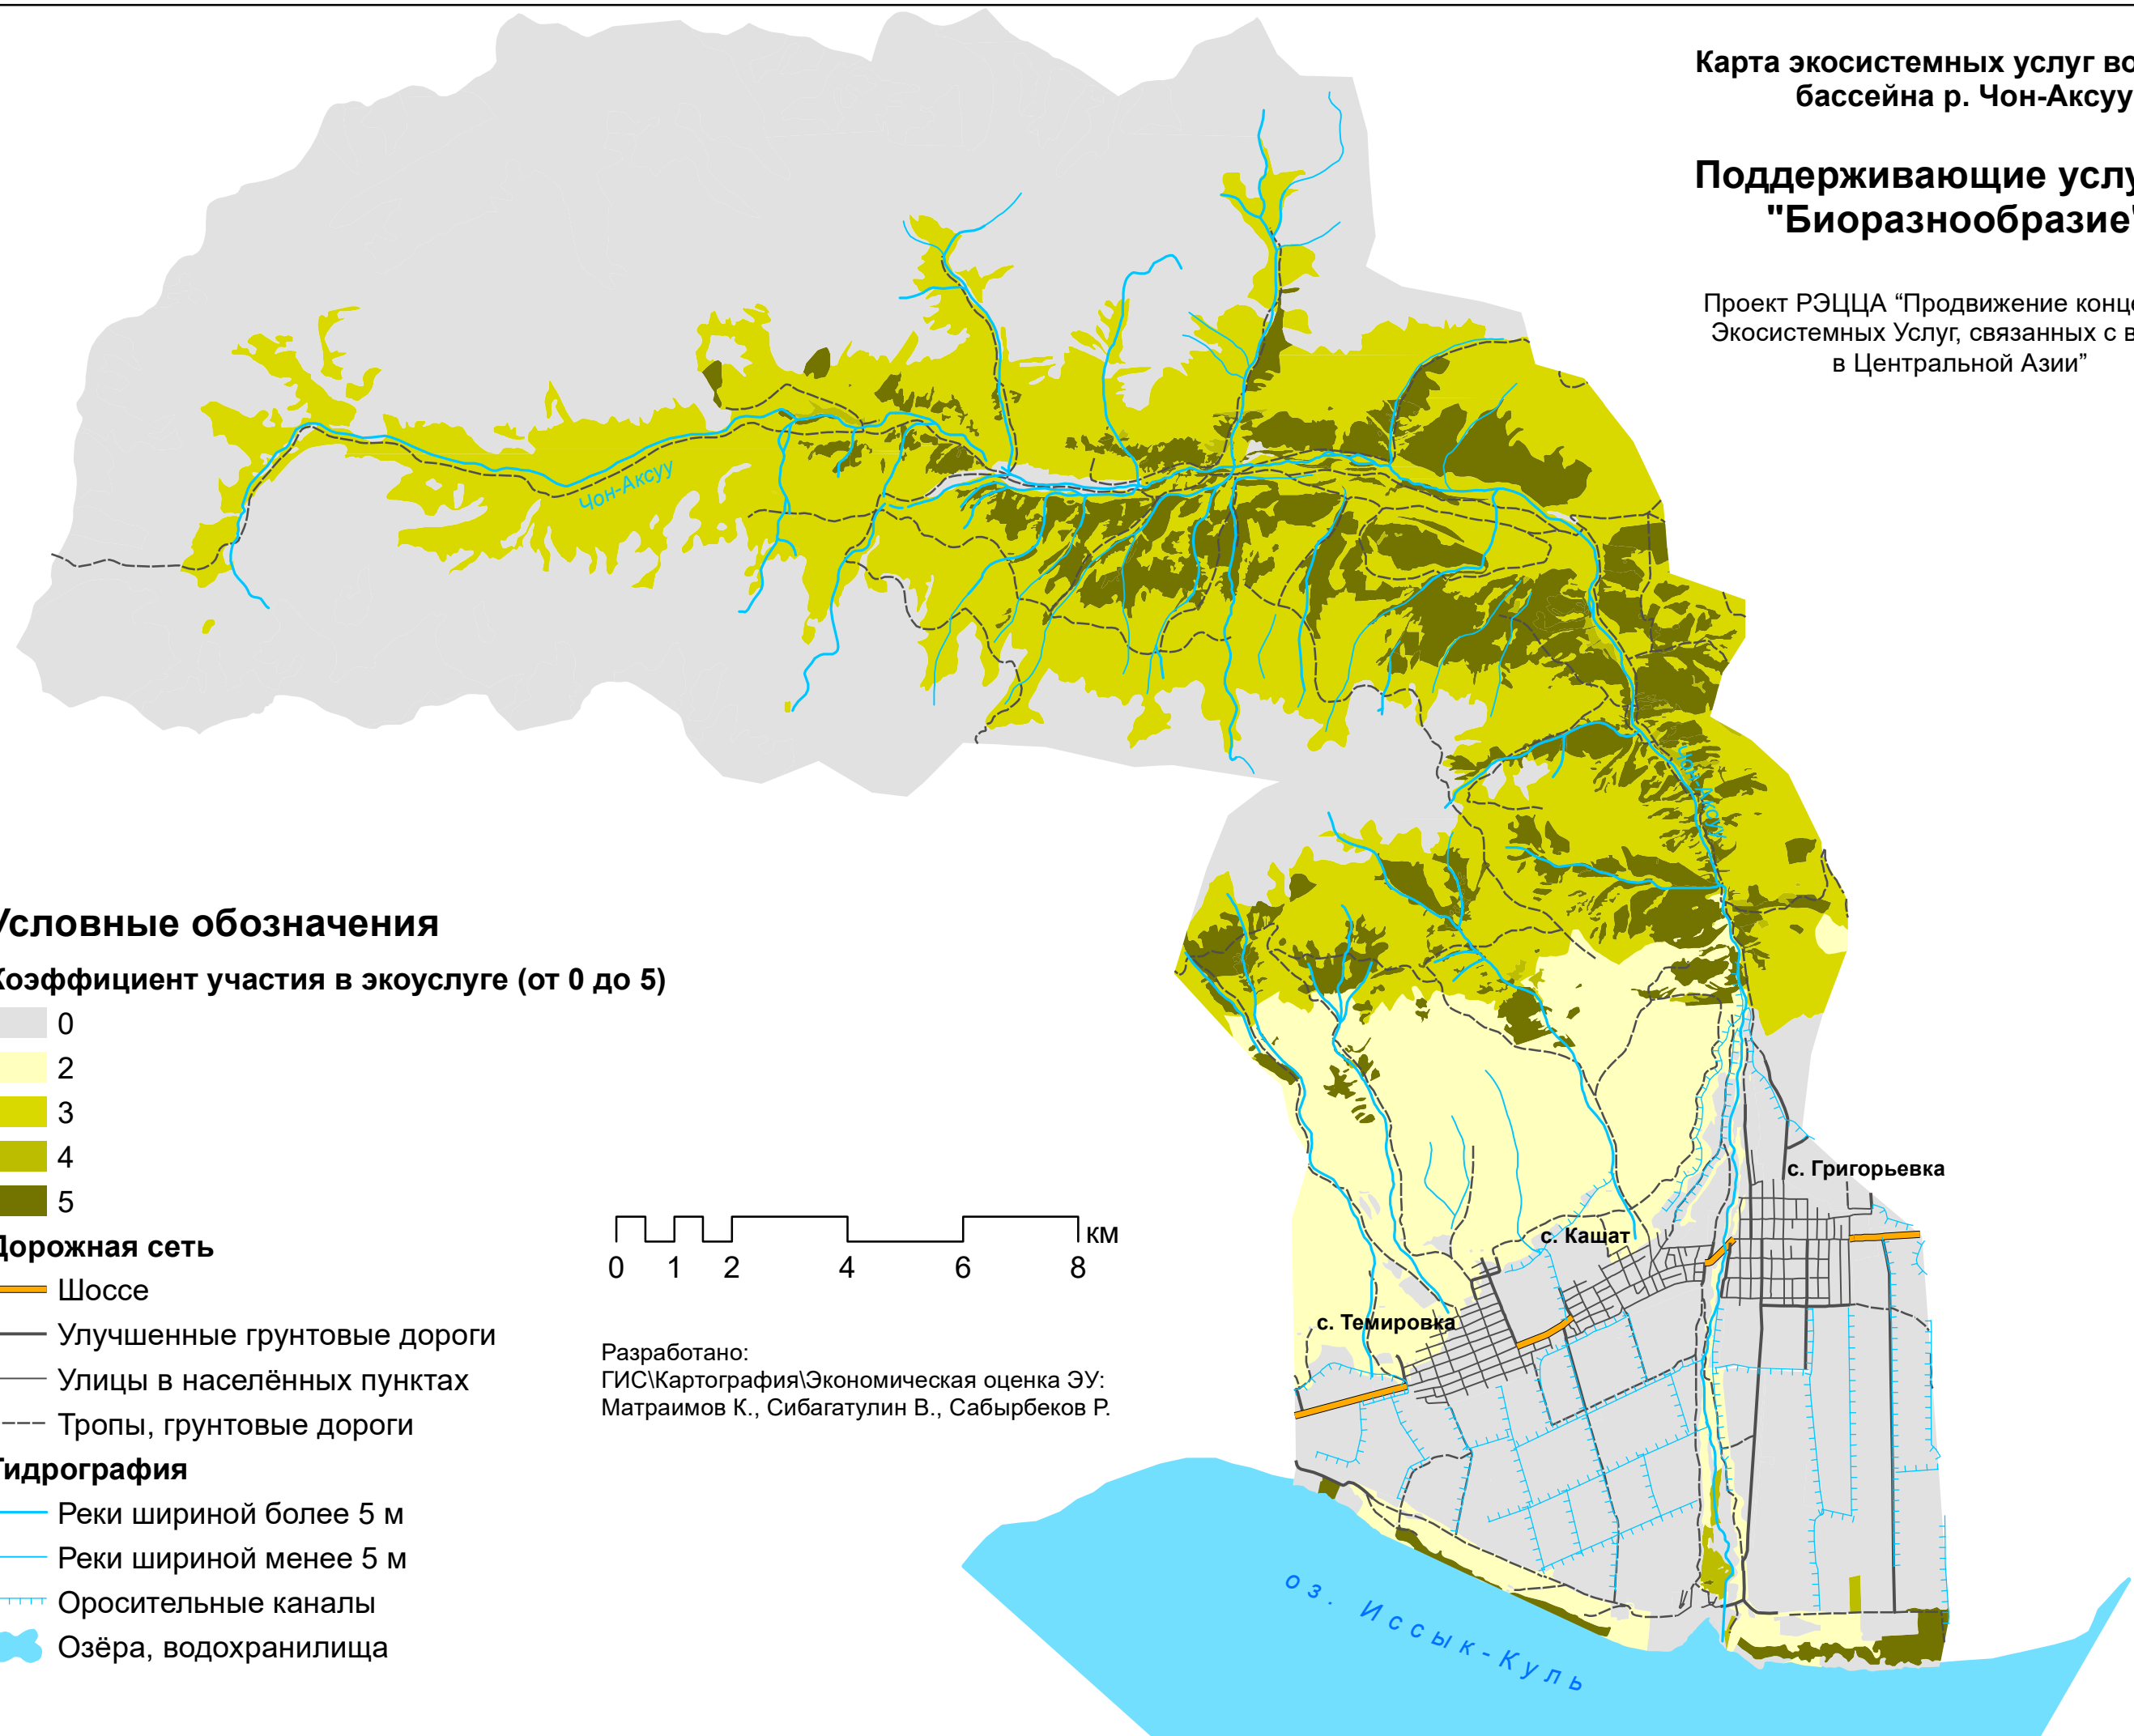 Карта экосистемных услуг
бассейна р. Чон-Аксуу
Поддерживающие
"Биоразнообразие"
Проект РЭЦЦА “Продвижение
Экосистемных Услуг, связанных с
в Центральной Азии”
Чон-Аксуу
Чон-Аксуу
Условные обозначения
Коэффициент участия в экоуслуге (от 0 до 5)
0
2
3
4
5
Дорожная сеть
Шоссе
Улучшенные грунтовые дороги
Улицы в населённых пунктах
Тропы, грунтовые дороги
Гидрография
Реки шириной более 5 м
Реки шириной менее 5 м
Оросительные каналы
Озёра, водохранилища
км
0 1 2 4 6 8
Разработано:
ГИС\Картография\Экономическая оценка ЭУ:
Матраимов К., Сибагатулин В., Сабырбеков Р.
с. Григорьевка
с. Кашат
с. Темировка
оз. Иссык-Куль